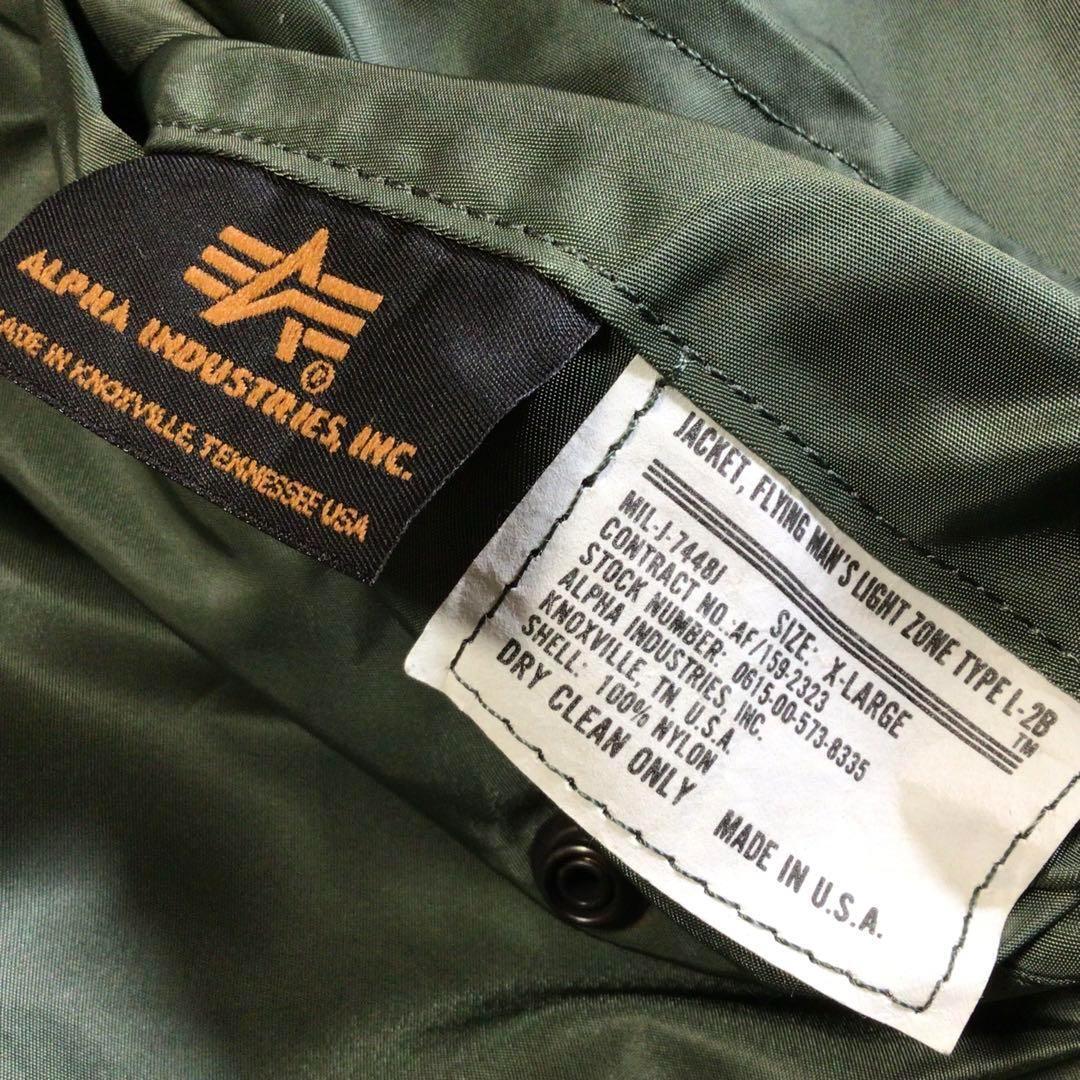 ALPHA INDUSTRIES, INC.
MADE IN KNOXVILLE, TENNESSEE USA
®
JACKET, FLYING MAN'S LIGHT ZONE TYPE L-2B
TM
SIZE: X-LARGE
MIL-J-7448J
CONTRACT NO.:AF/159-2323
STOCK NUMBER: 0615-00-573-8335
ALPHA INDUSTRIES, INC.
KNOXVILLE, TN. U.S.A.
SHELL: 100% NYLON
DRY CLEAN ONLY
MADE IN U.S.A.